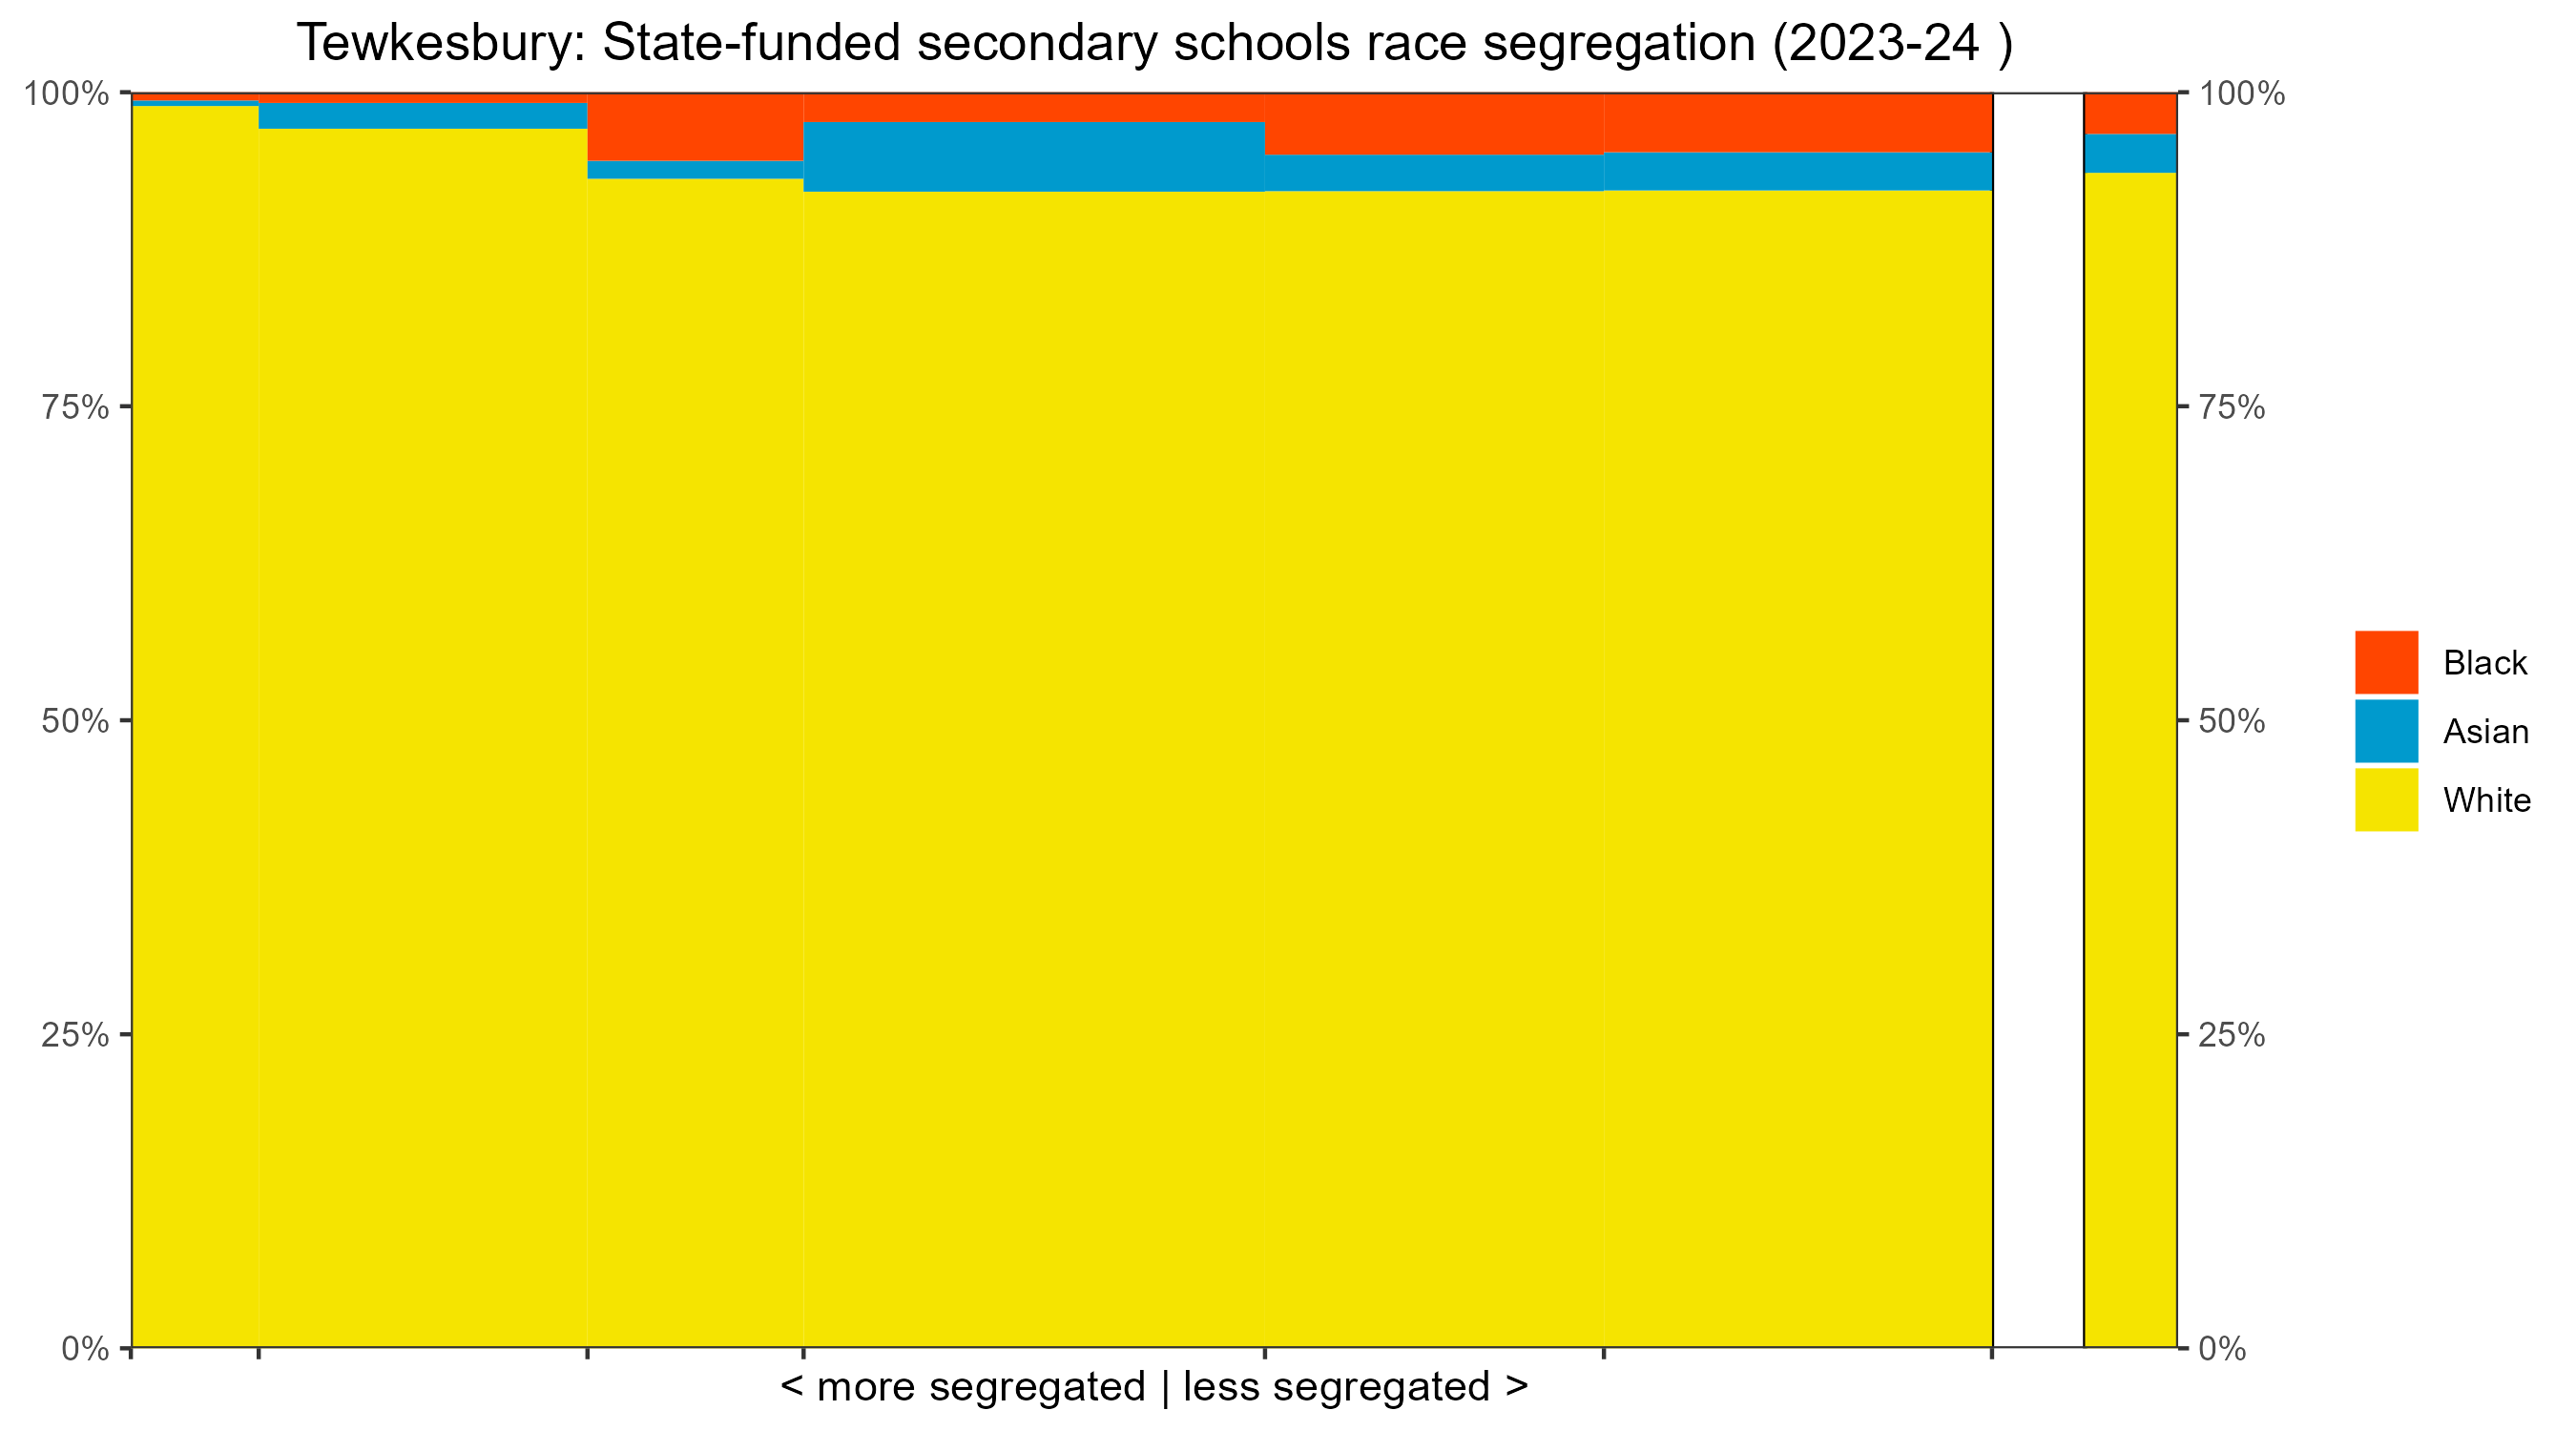 Tewkesbury: State-funded secondary schools race segregation (2023-24 )
100%
75%
50%
25%
0%
100%
75%
50%
25%
0%
Black
Asian
White
< more segregated | less segregated >